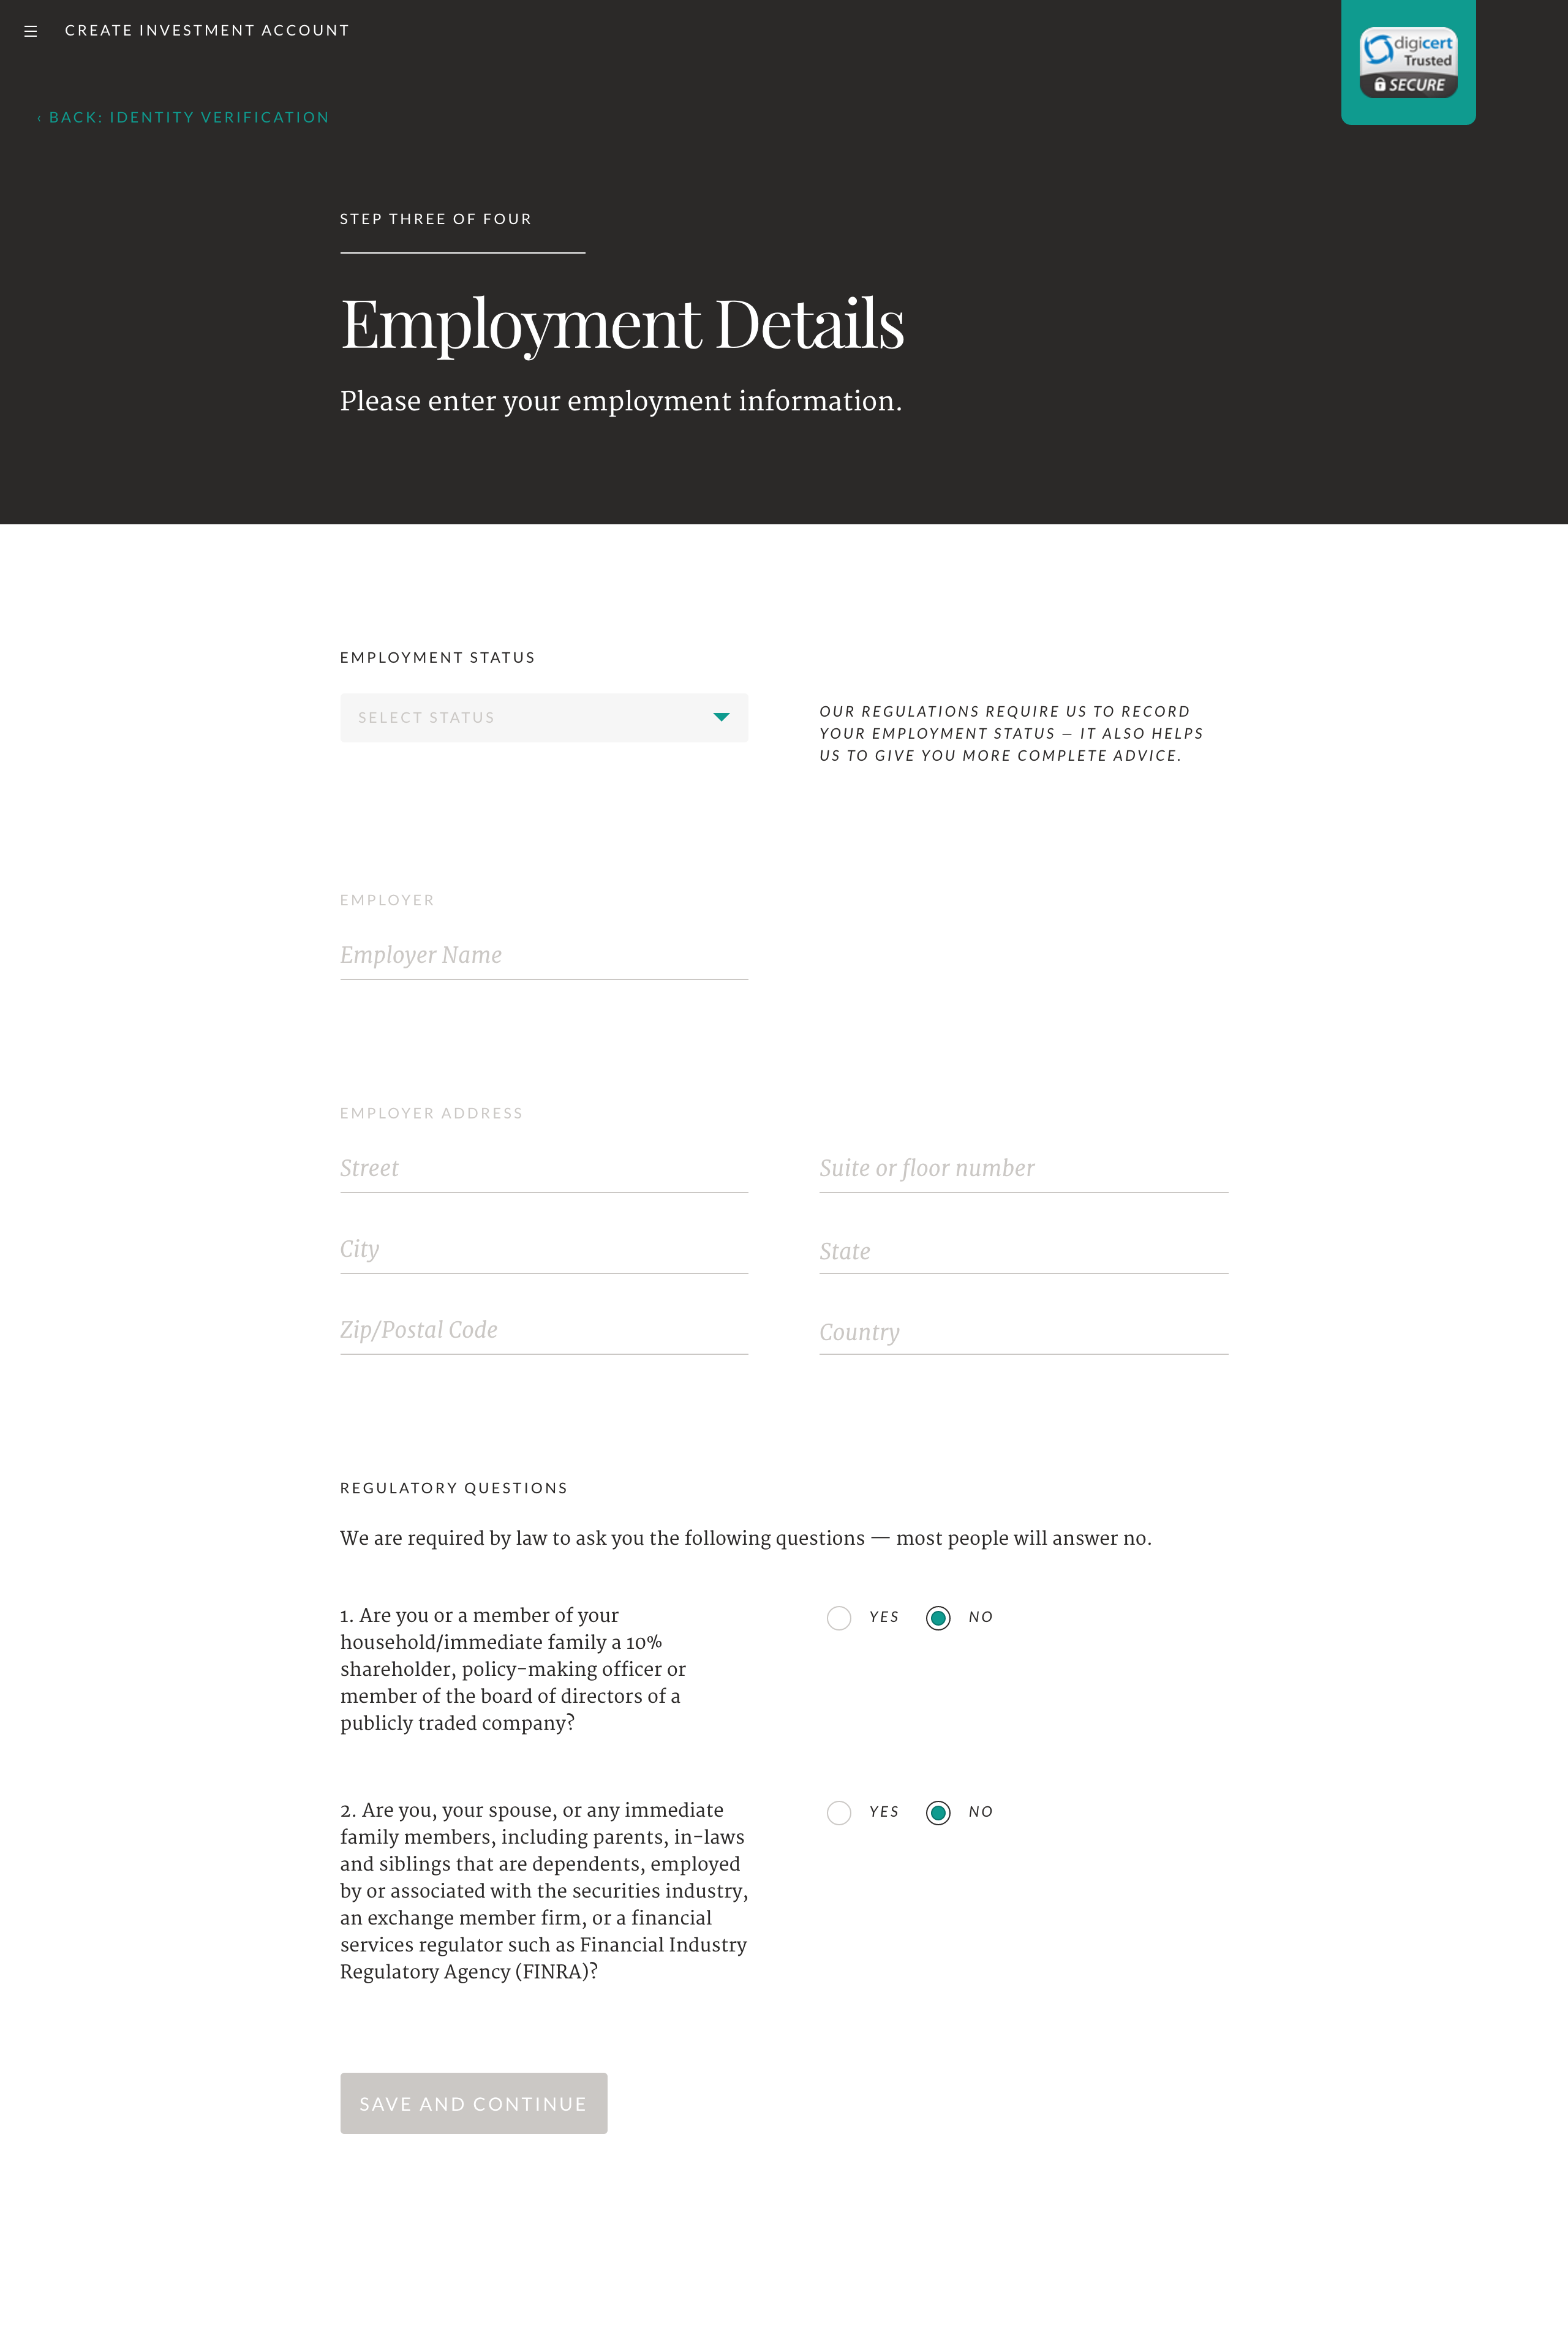 CREATE INVESTMENT ACCOUNT
digicert
Trusted
SECURE
‹ BACK: IDENTITY VERIFICATION
STEP THREE OF FOUR
Employment Details
Please enter your employment information.
EMPLOYMENT STATUS
SELECT STATUS
OUR REGULATIONS REQUIRE US TO RECORD
YOUR EMPLOYMENT STATUS – IT ALSO HELPS
US TO GIVE YOU MORE COMPLETE ADVICE.
EMPLOYER
Employer Name
EMPLOYER ADDRESS
Street
Suite or floor number
City
State
Zip/Postal Code
Country
REGULATORY QUESTIONS
We are required by law to ask you the following questions — most people will answer no.
1. Are you or a member of your
household/immediate family a 10%
shareholder, policy-making officer or
member of the board of directors of a
publicly traded company?
YES NO
2. Are you, your spouse, or any immediate
family members, including parents, in-laws
and siblings that are dependents, employed
by or associated with the securities industry,
an exchange member firm, or a financial
services regulator such as Financial Industry
Regulatory Agency (FINRA)?
YES NO
SAVE AND CONTINUE